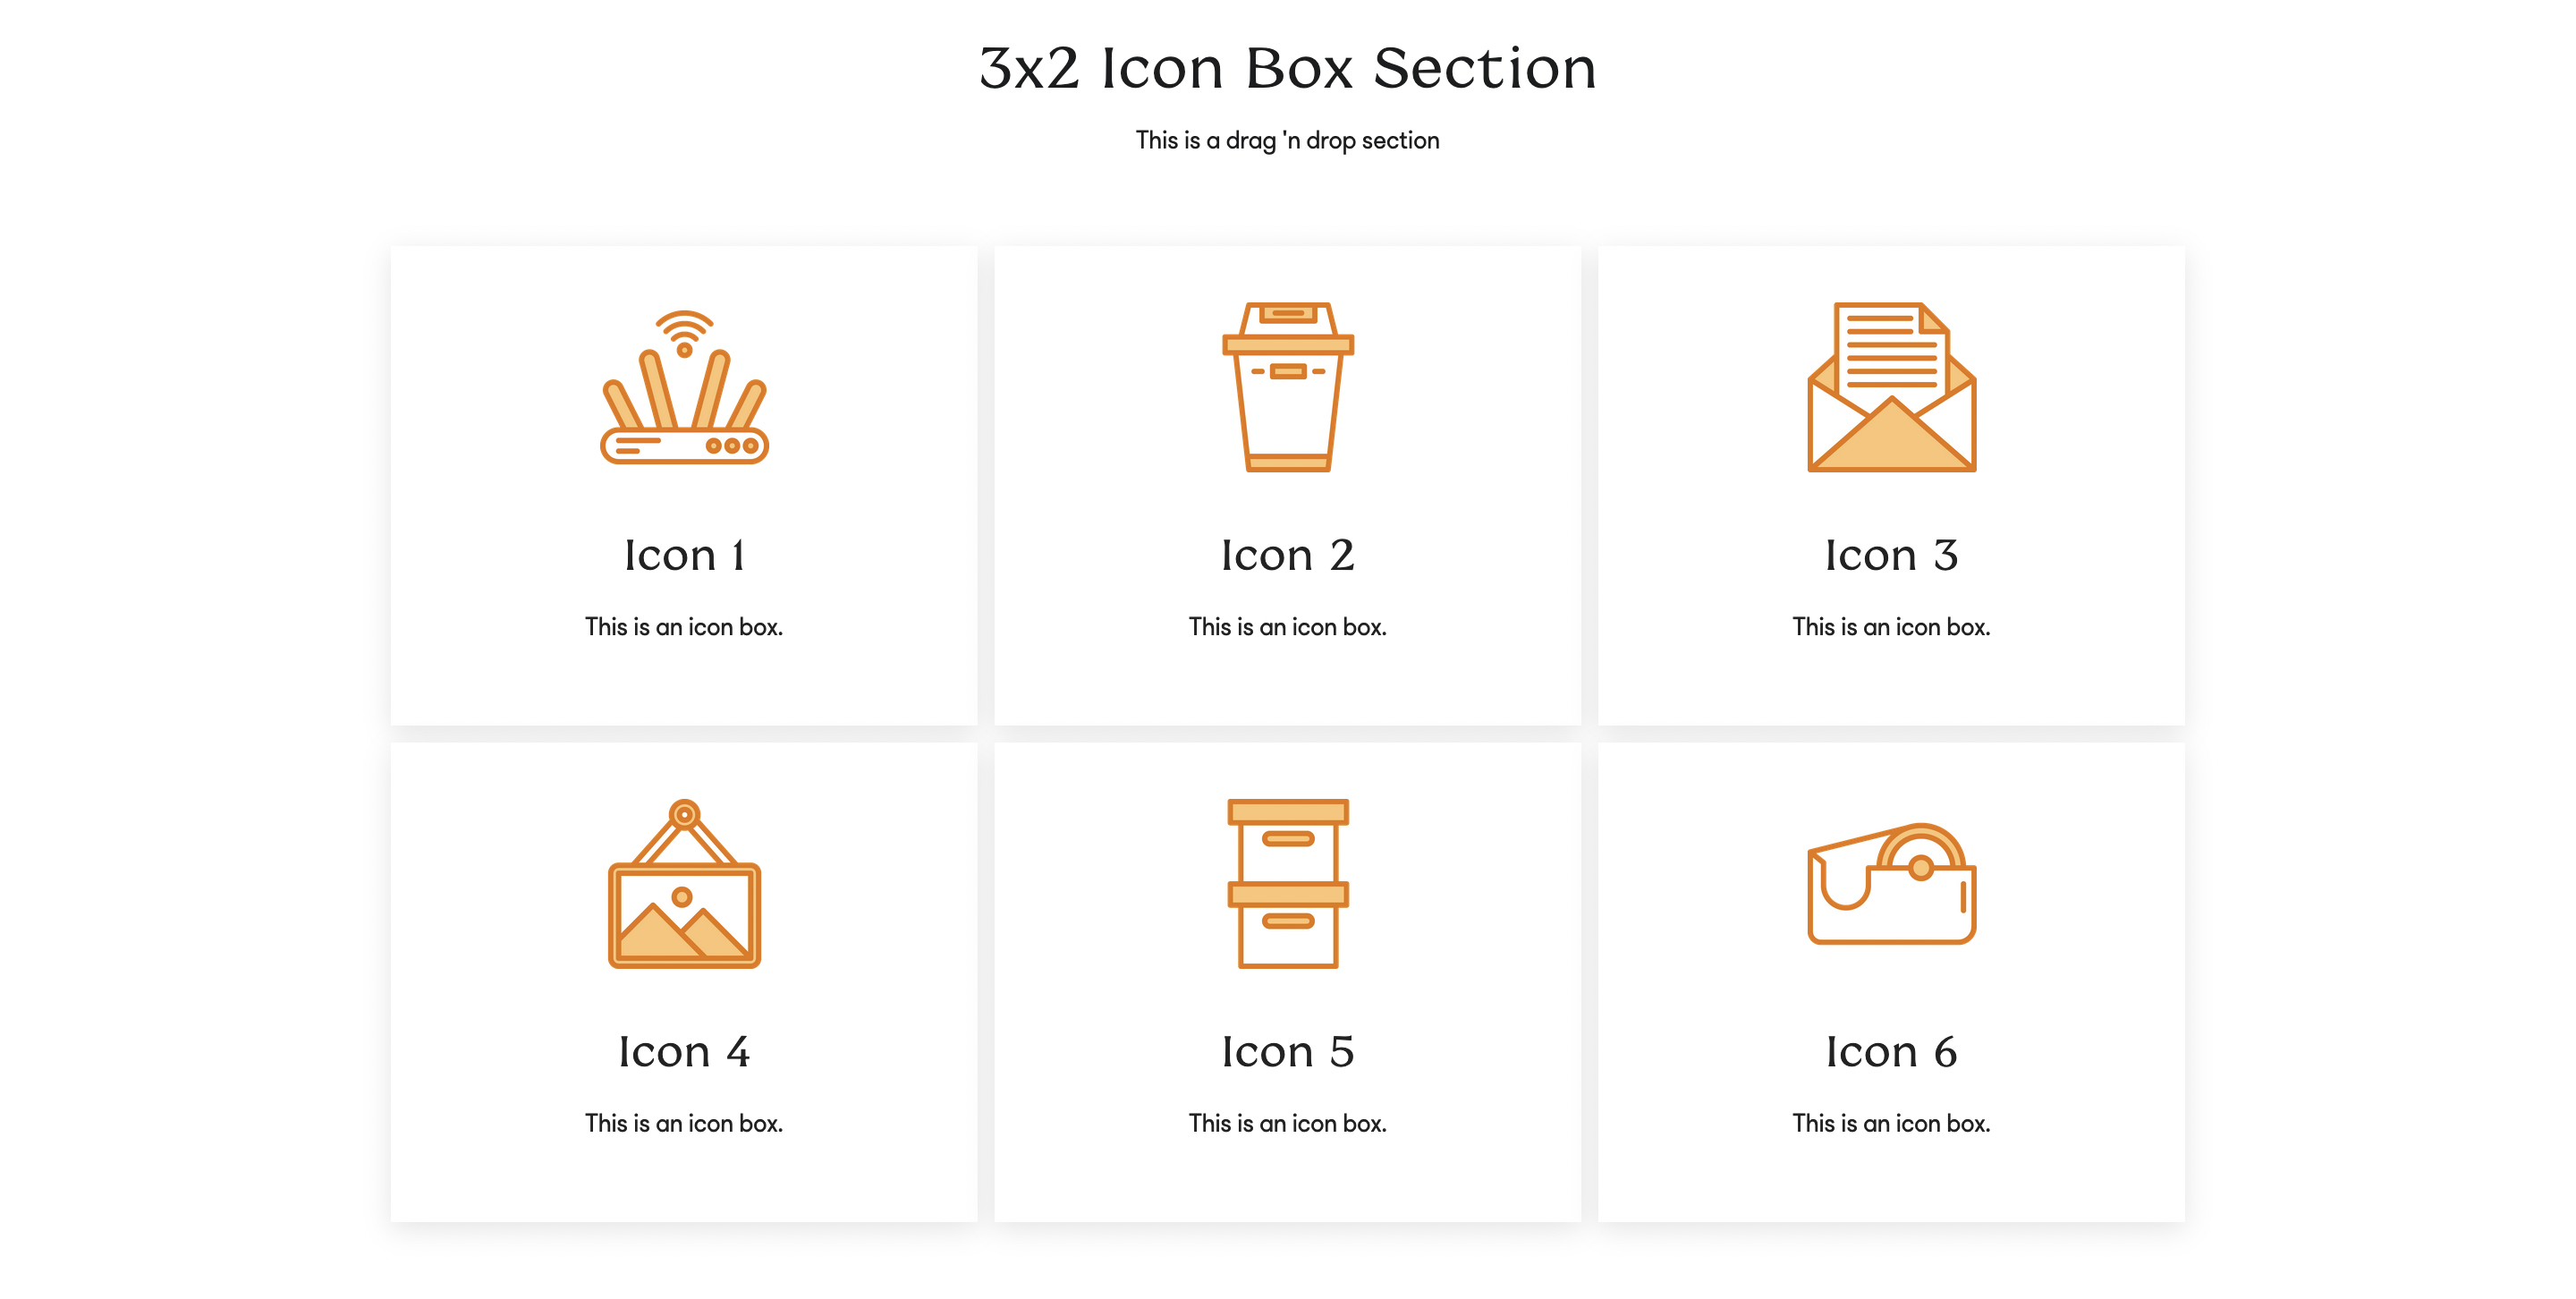 3x2 Icon Box Section
This is a drag 'n drop section
Icon 1
This is an icon box.
Icon 2
This is an icon box.
Icon 3
This is an icon box.
Icon 4
This is an icon box.
Icon 5
This is an icon box.
Icon 6
This is an icon box.